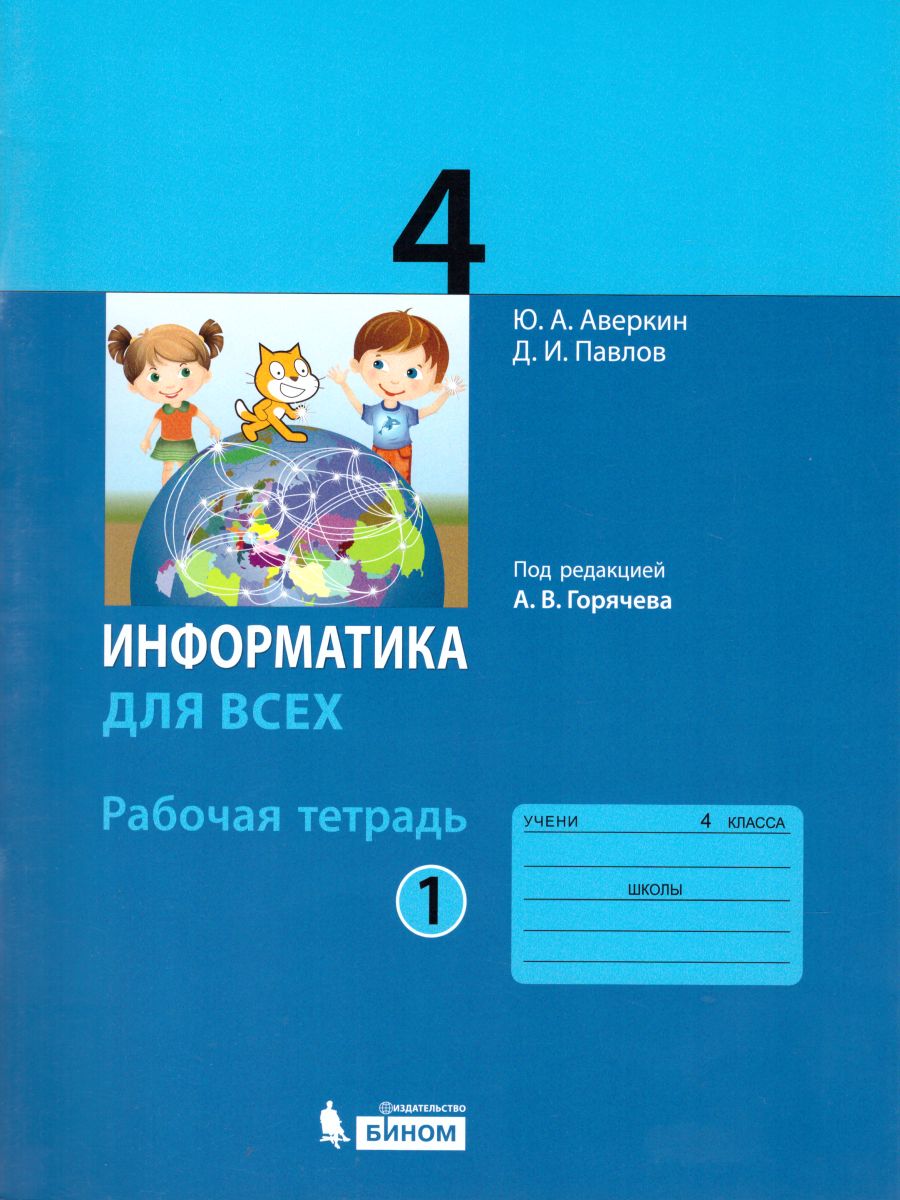 4
Ю. А. Аверкин
Д. И. Павлов
Под редакцией
А. В. Горячева
ИНФОРМАТИКА
ДЛЯ ВСЕХ
Рабочая тетрадь
1
УЧЕНИ 4 КЛАССА
ШКОЛЫ
ИЗДАТЕЛЬСТВО
БИНОМ